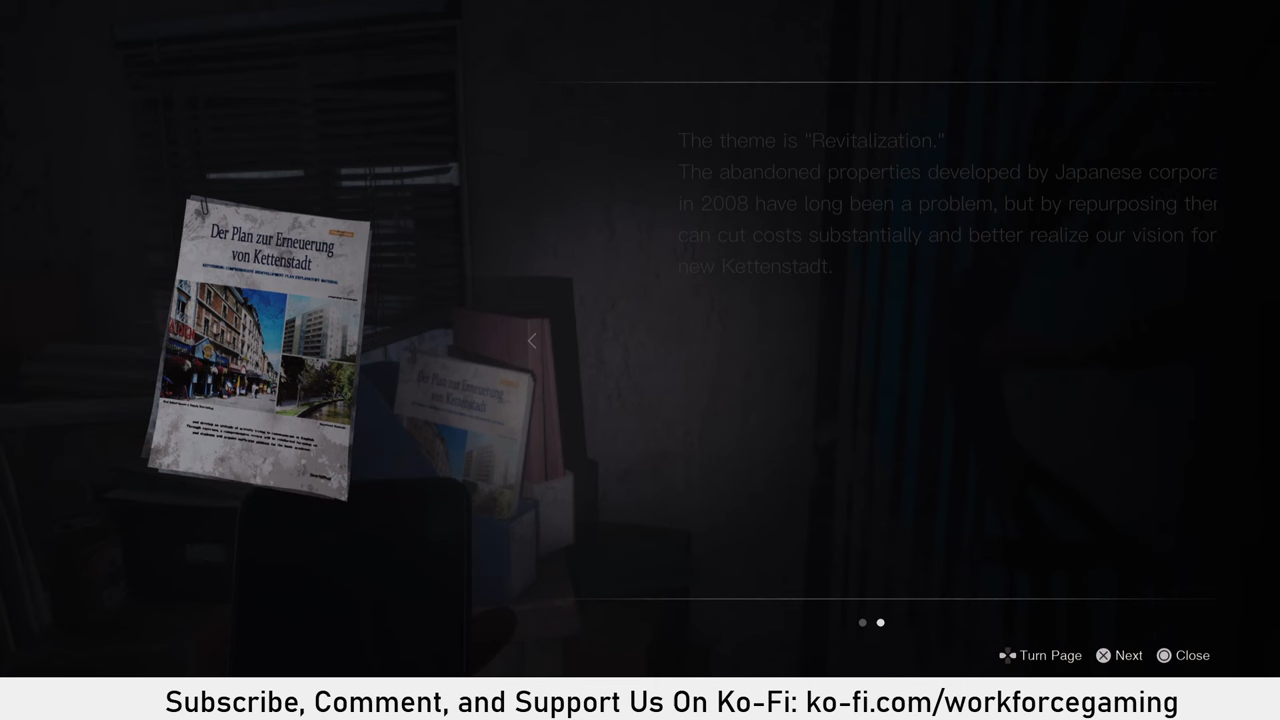 The theme is "Revitalization."
The abandoned properties developed by Japanese corpora
in 2008 have long been a problem, but by repurposing ther
can cut costs substantially and better realize our vision for
new Kettenstadt.
Der Plan zur Erneuerung
von Kettenstadt
Der Plan zur Erneuerung
von Kettenstadt
Turn Page
Next
Close
Subscribe, Comment, and Support Us On Ko-Fi: ko-fi.com/workforcegaming